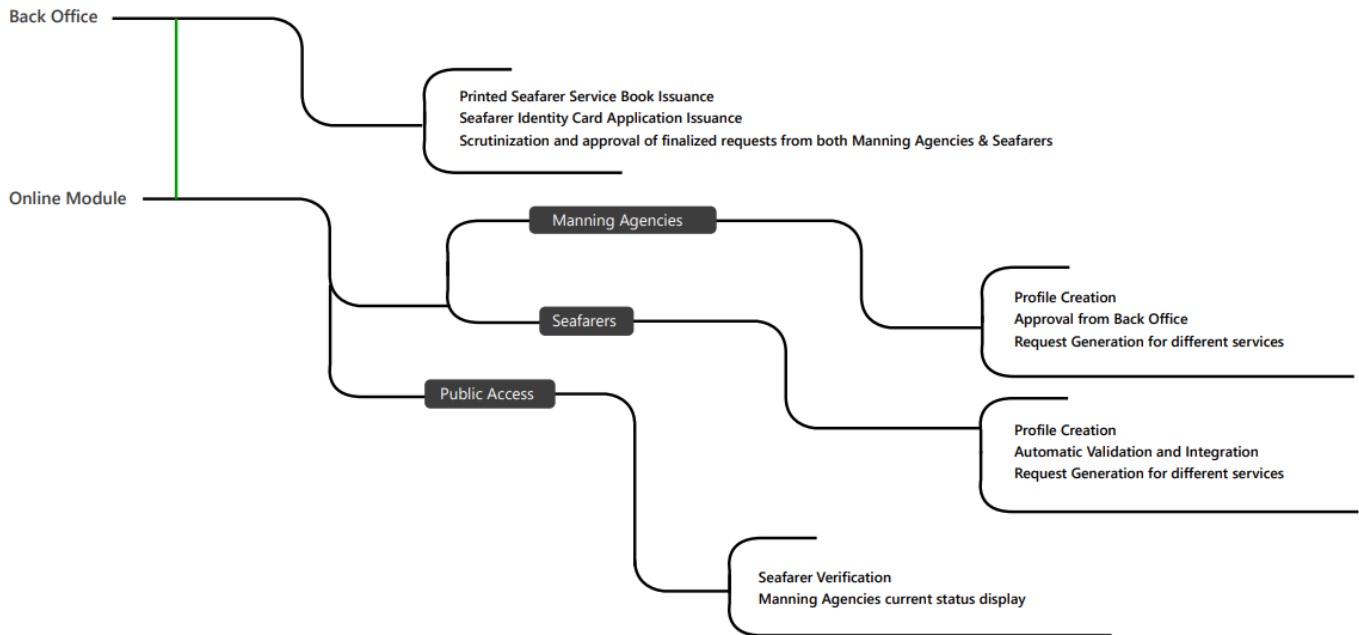 Back Office
Printed Seafarer Service Book Issuance
Seafarer Identity Card Application Issuance
Scrutinization and approval of finalized requests from both Manning Agencies & Seafarers
Online Module
Manning Agencies
Profile Creation
Approval from Back Office
Request Generation for different services
Seafarers
Profile Creation
Automatic Validation and Integration
Request Generation for different services
Public Access
Seafarer Verification
Manning Agencies current status display